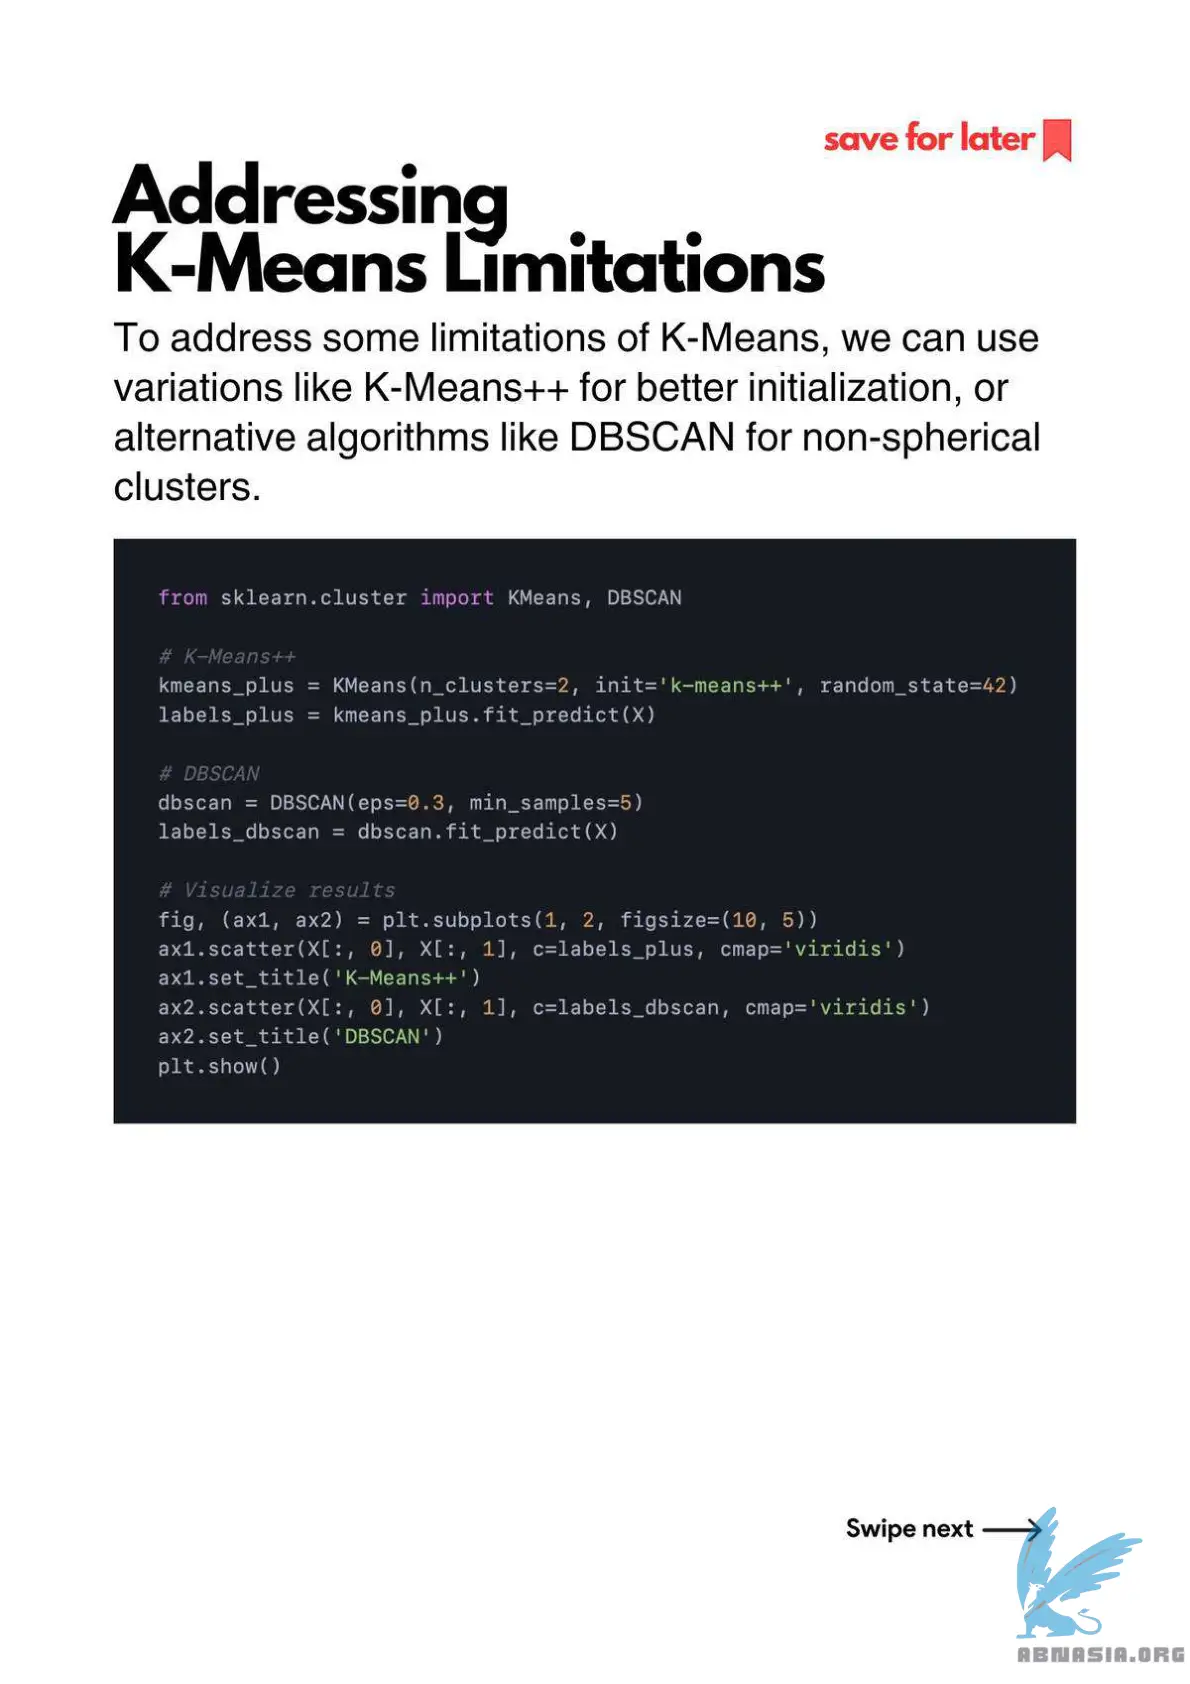 save for later
Addressing
K-Means Limitations
To address some limitations of K-Means, we can use
variations like K-Means++ for better initialization, or
alternative algorithms like DBSCAN for non-spherical
clusters.
from sklearn.cluster import KMeans, DBSCAN
# K-Means++
kmeans_plus = KMeans(n_clusters=2, init='k-means++', random_state=42)
labels_plus = kmeans_plus.fit_predict(X)
# DBSCAN
dbscan = DBSCAN(eps=0.3, min_samples=5)
labels_dbscan = dbscan.fit_predict(X)
# Visualize results
fig, (ax1, ax2) = plt.subplots(1, 2, figsize=(10, 5))
ax1.scatter(X[:, 0], X[:, 1], c=labels_plus, cmap='viridis')
ax1.set_title('K-Means++')
ax2.scatter(X[:, 0], X[:, 1], c=labels_dbscan, cmap='viridis')
ax2.set_title('DBSCAN')
plt.show()
Swipe next
ABNASIA.ORG